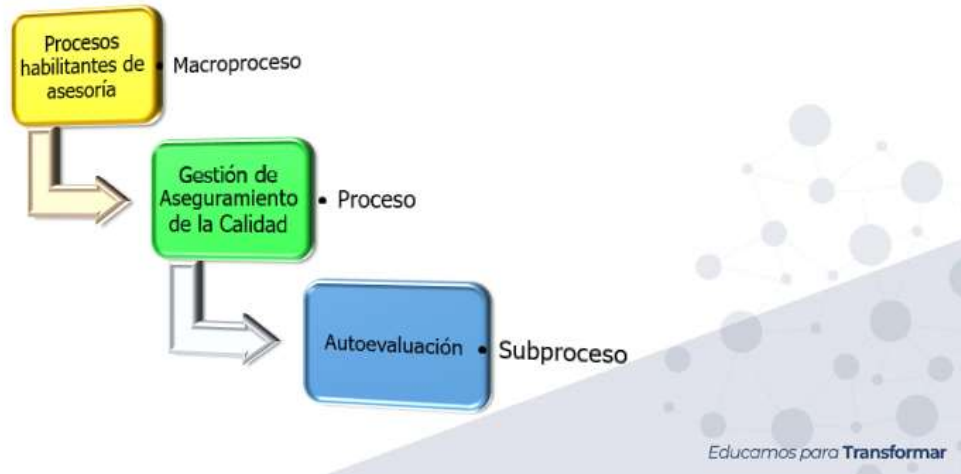 Procesos
habilitantes de
asesoría
• Macroproceso
Gestión de
Aseguramiento
de la Calidad
• Proceso
Autoevaluación
• Subproceso
Educamos para Transformar